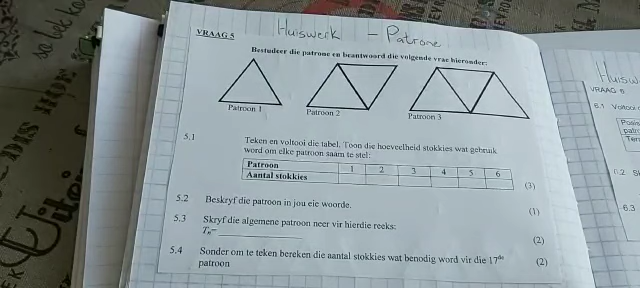 Huiswerk - Patrone
VRAAG 5
Bestudeer die patrone en beantwoord die volgende vrae hieronder:
Patroon 1
Patroon 2
Patroon 3
5.1 Teken en voltooi die tabel. Toon die hoeveelheid stokkies wat gebruik
word om elke patroon saam te stel:
Patroon 1 2 3 4 5 6
Aantal stokkies
(3)
5.2 Beskryf die patroon in jou eie woorde.
(1)
5.3 Skryf die algemene patroon neer vir hierdie reeks:
Tn=
(2)
5.4 Sonder om te teken bereken die aantal stokkies wat benodig word vir die 17de
patroon
(2)
Huisw
VRAAG 6
6.1 Voltooi
6.3